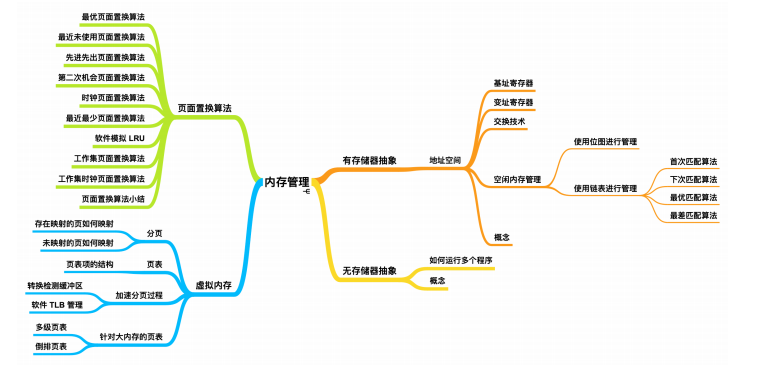 内存管理
页面置换算法
最优页面置换算法
最近未使用页面置换算法
先进先出页面置换算法
第二次机会页面置换算法
时钟页面置换算法
最近最少页面置换算法
软件模拟 LRU
工作集页面置换算法
工作集时钟页面置换算法
页面置换算法小结
虚拟内存
分页
存在映射的页如何映射
未映射的页如何映射
页表
页表项的结构
加速分页过程
转换检测缓冲区
软件 TLB 管理
针对大内存的页表
多级页表
倒排页表
有存储器抽象
地址空间
基址寄存器
变址寄存器
交换技术
空闲内存管理
使用位图进行管理
使用链表进行管理
首次匹配算法
下次匹配算法
最优匹配算法
最差匹配算法
概念
无存储器抽象
如何运行多个程序
概念